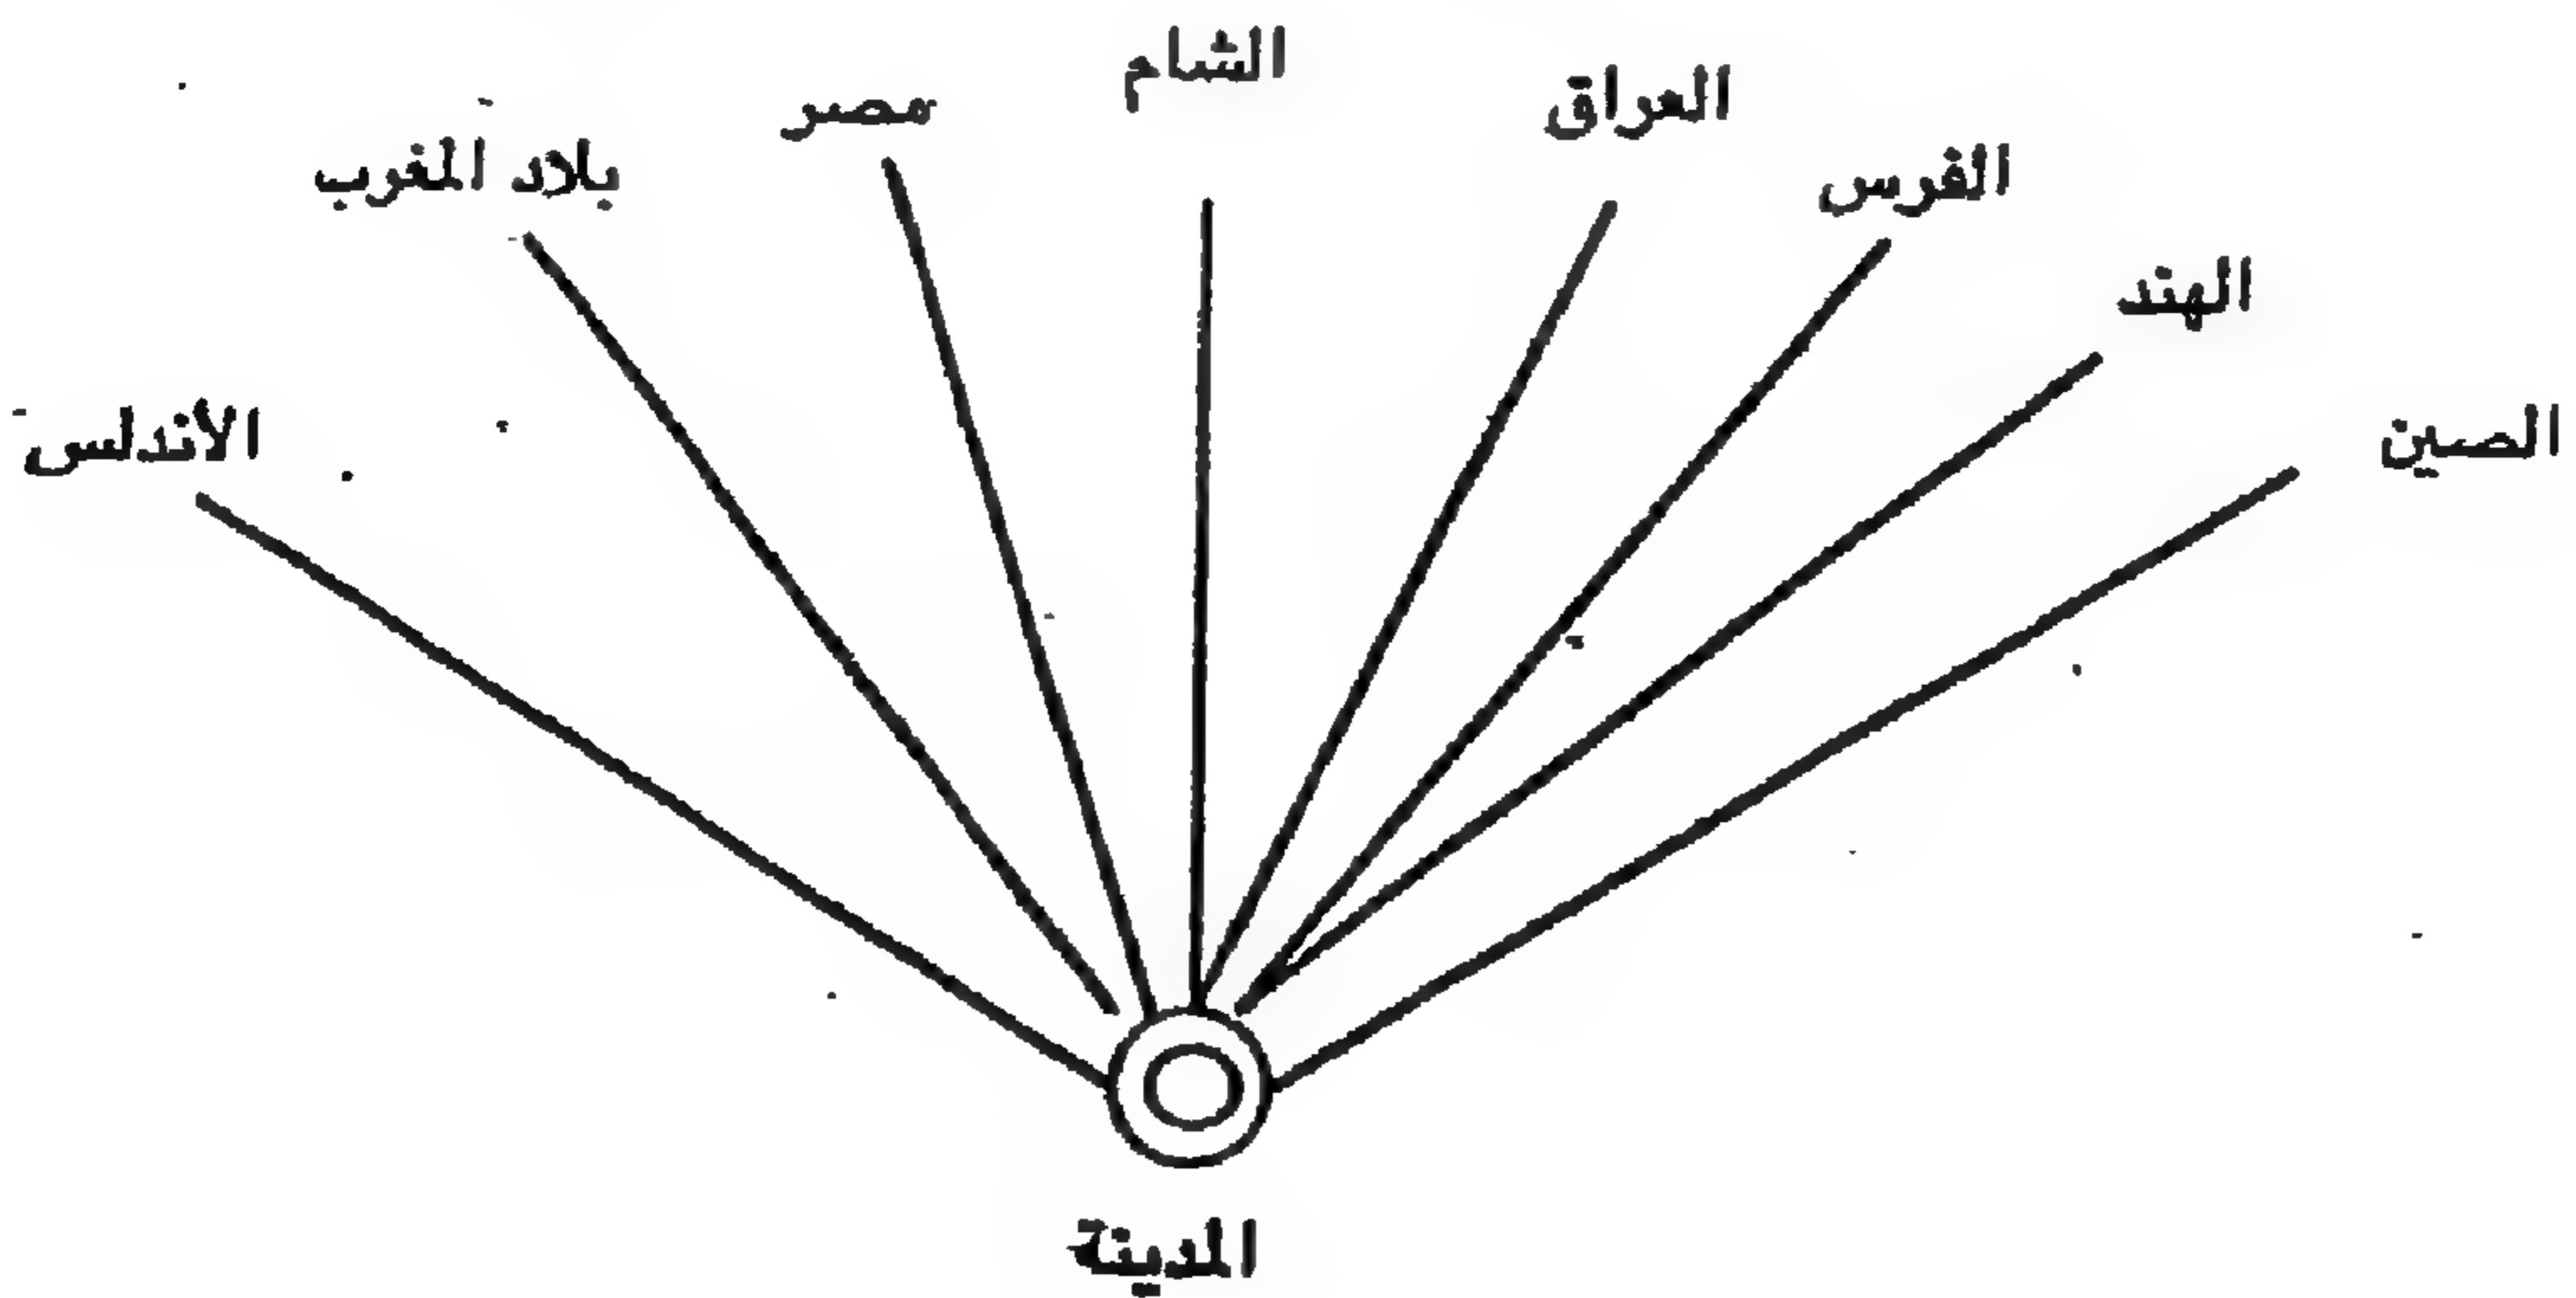 الشام
العراق
مصر
الفرس
بلاد المغرب
الهند
الصين
الأندلس
المدينة